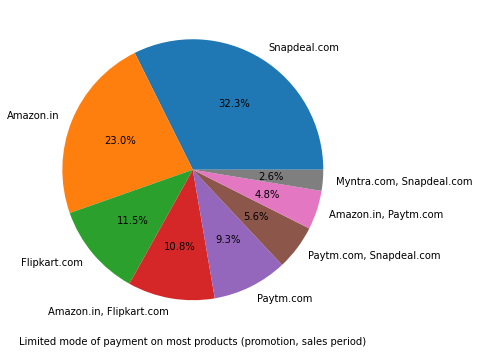 Snapdeal.com
32.3%
Amazon.in
23.0%
Flipkart.com
11.5%
Amazon.in, Flipkart.com
10.8%
Paytm.com
9.3%
Paytm.com, Snapdeal.com
5.6%
Amazon.in, Paytm.com
4.8%
Myntra.com, Snapdeal.com
2.6%
Limited mode of payment on most products (promotion, sales period)